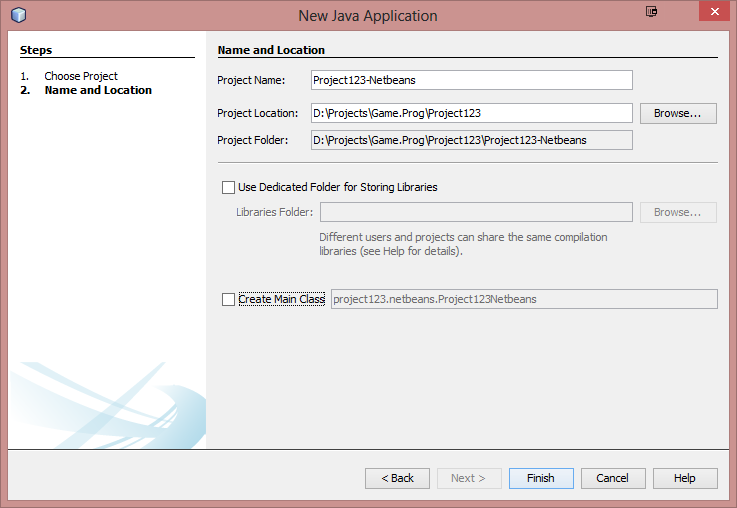 New Java Application
Steps
1. Choose Project
2. Name and Location
Name and Location
Project Name: Project123-Netbeans
Project Location: D:\Projects\Game.Prog\Project123 Browse...
Project Folder: D:\Projects\Game.Prog\Project123\Project123-Netbeans
Use Dedicated Folder for Storing Libraries
Libraries Folder: Browse...
Different users and projects can share the same compilation
libraries (see Help for details).
Create Main Class project123.netbeans.Project123Netbeans
< Back Next > Finish Cancel Help